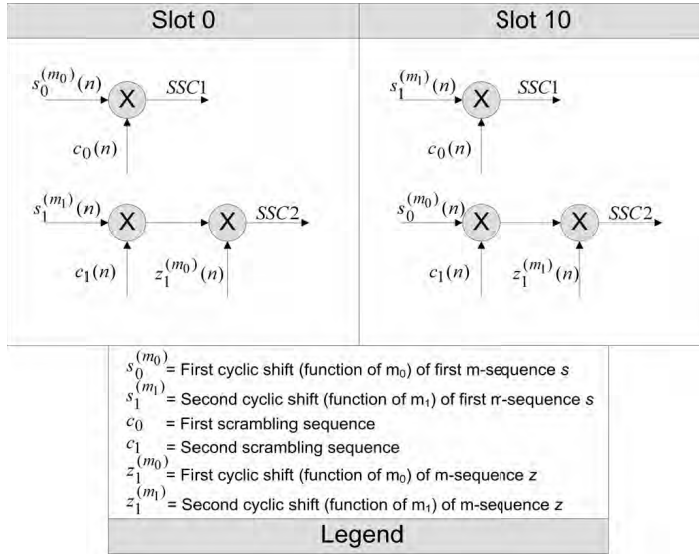 Slot 0
Slot 10
s₀^(m₀)(n) X SSC1
c₀(n)
s₁^(m₁)(n) X X SSC2
c₁(n) z₁^(m₀)(n)
s₁^(m₁)(n) X SSC1
c₀(n)
s₀^(m₀)(n) X X SSC2
c₁(n) z₁^(m₁)(n)
s₀^(m₀) = First cyclic shift (function of m₀) of first m-sequence s
s₁^(m₁) = Second cyclic shift (function of m₁) of first m-sequence s
c₀ = First scrambling sequence
c₁ = Second scrambling sequence
z₁^(m₀) = First cyclic shift (function of m₀) of m-sequence z
z₁^(m₁) = Second cyclic shift (function of m₁) of m-sequence z
Legend